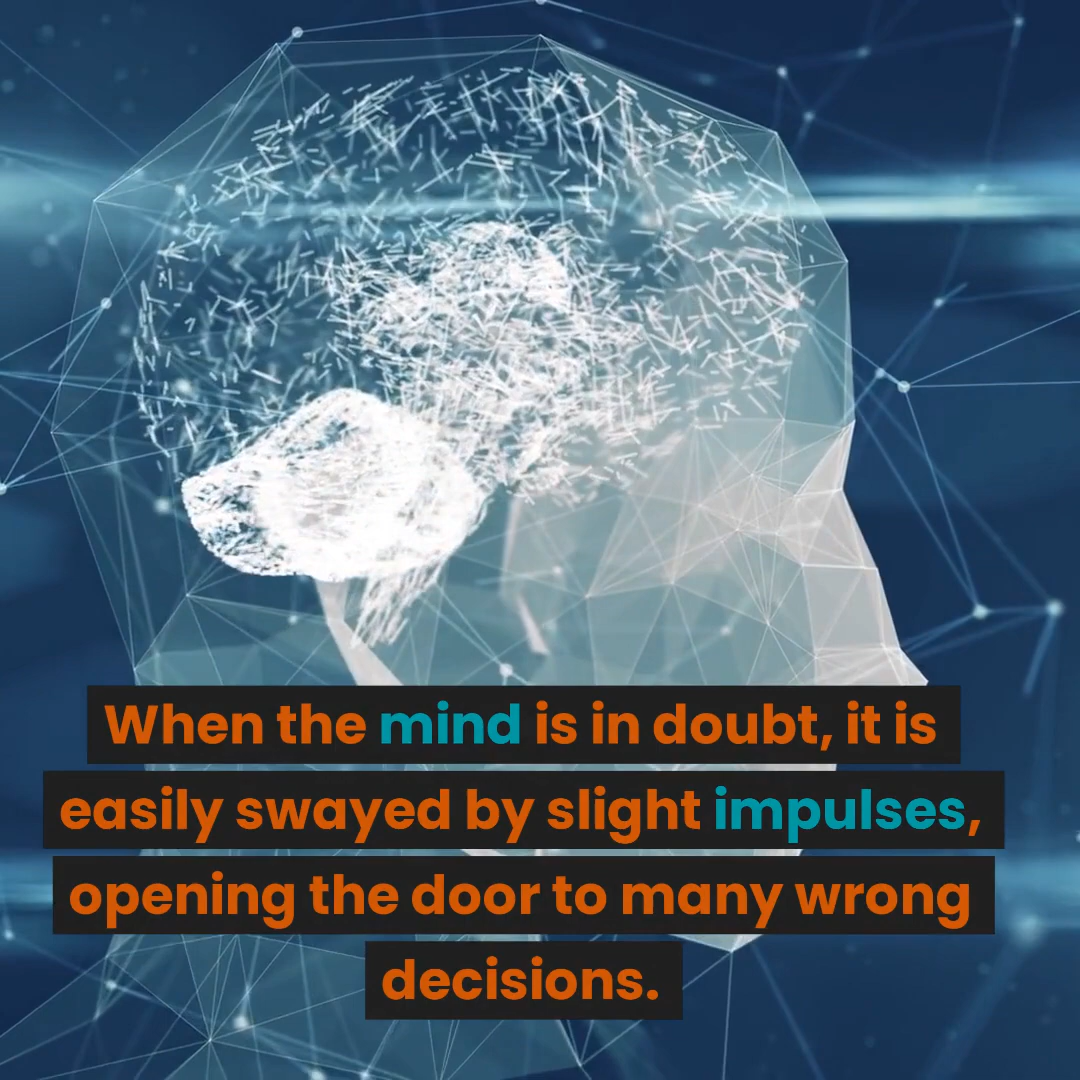 When the mind is in doubt, it is
easily swayed by slight impulses,
opening the door to many wrong
decisions.